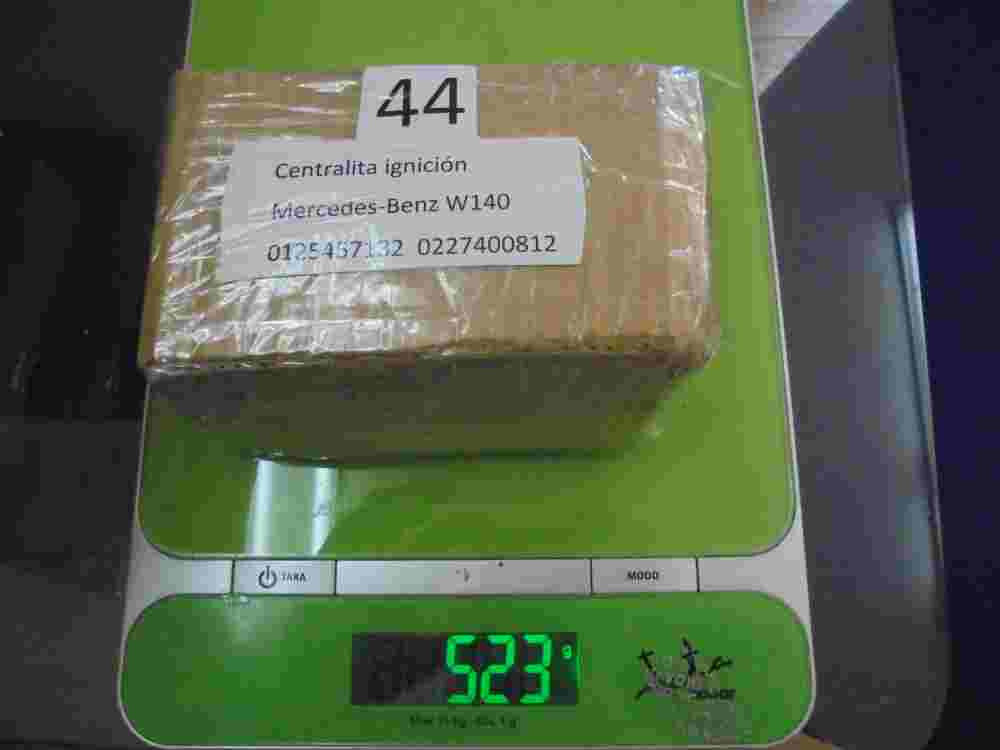 44
Centralita ignición
Mercedes-Benz W140
0125457132 0227400812
TARA
MODO
523 g